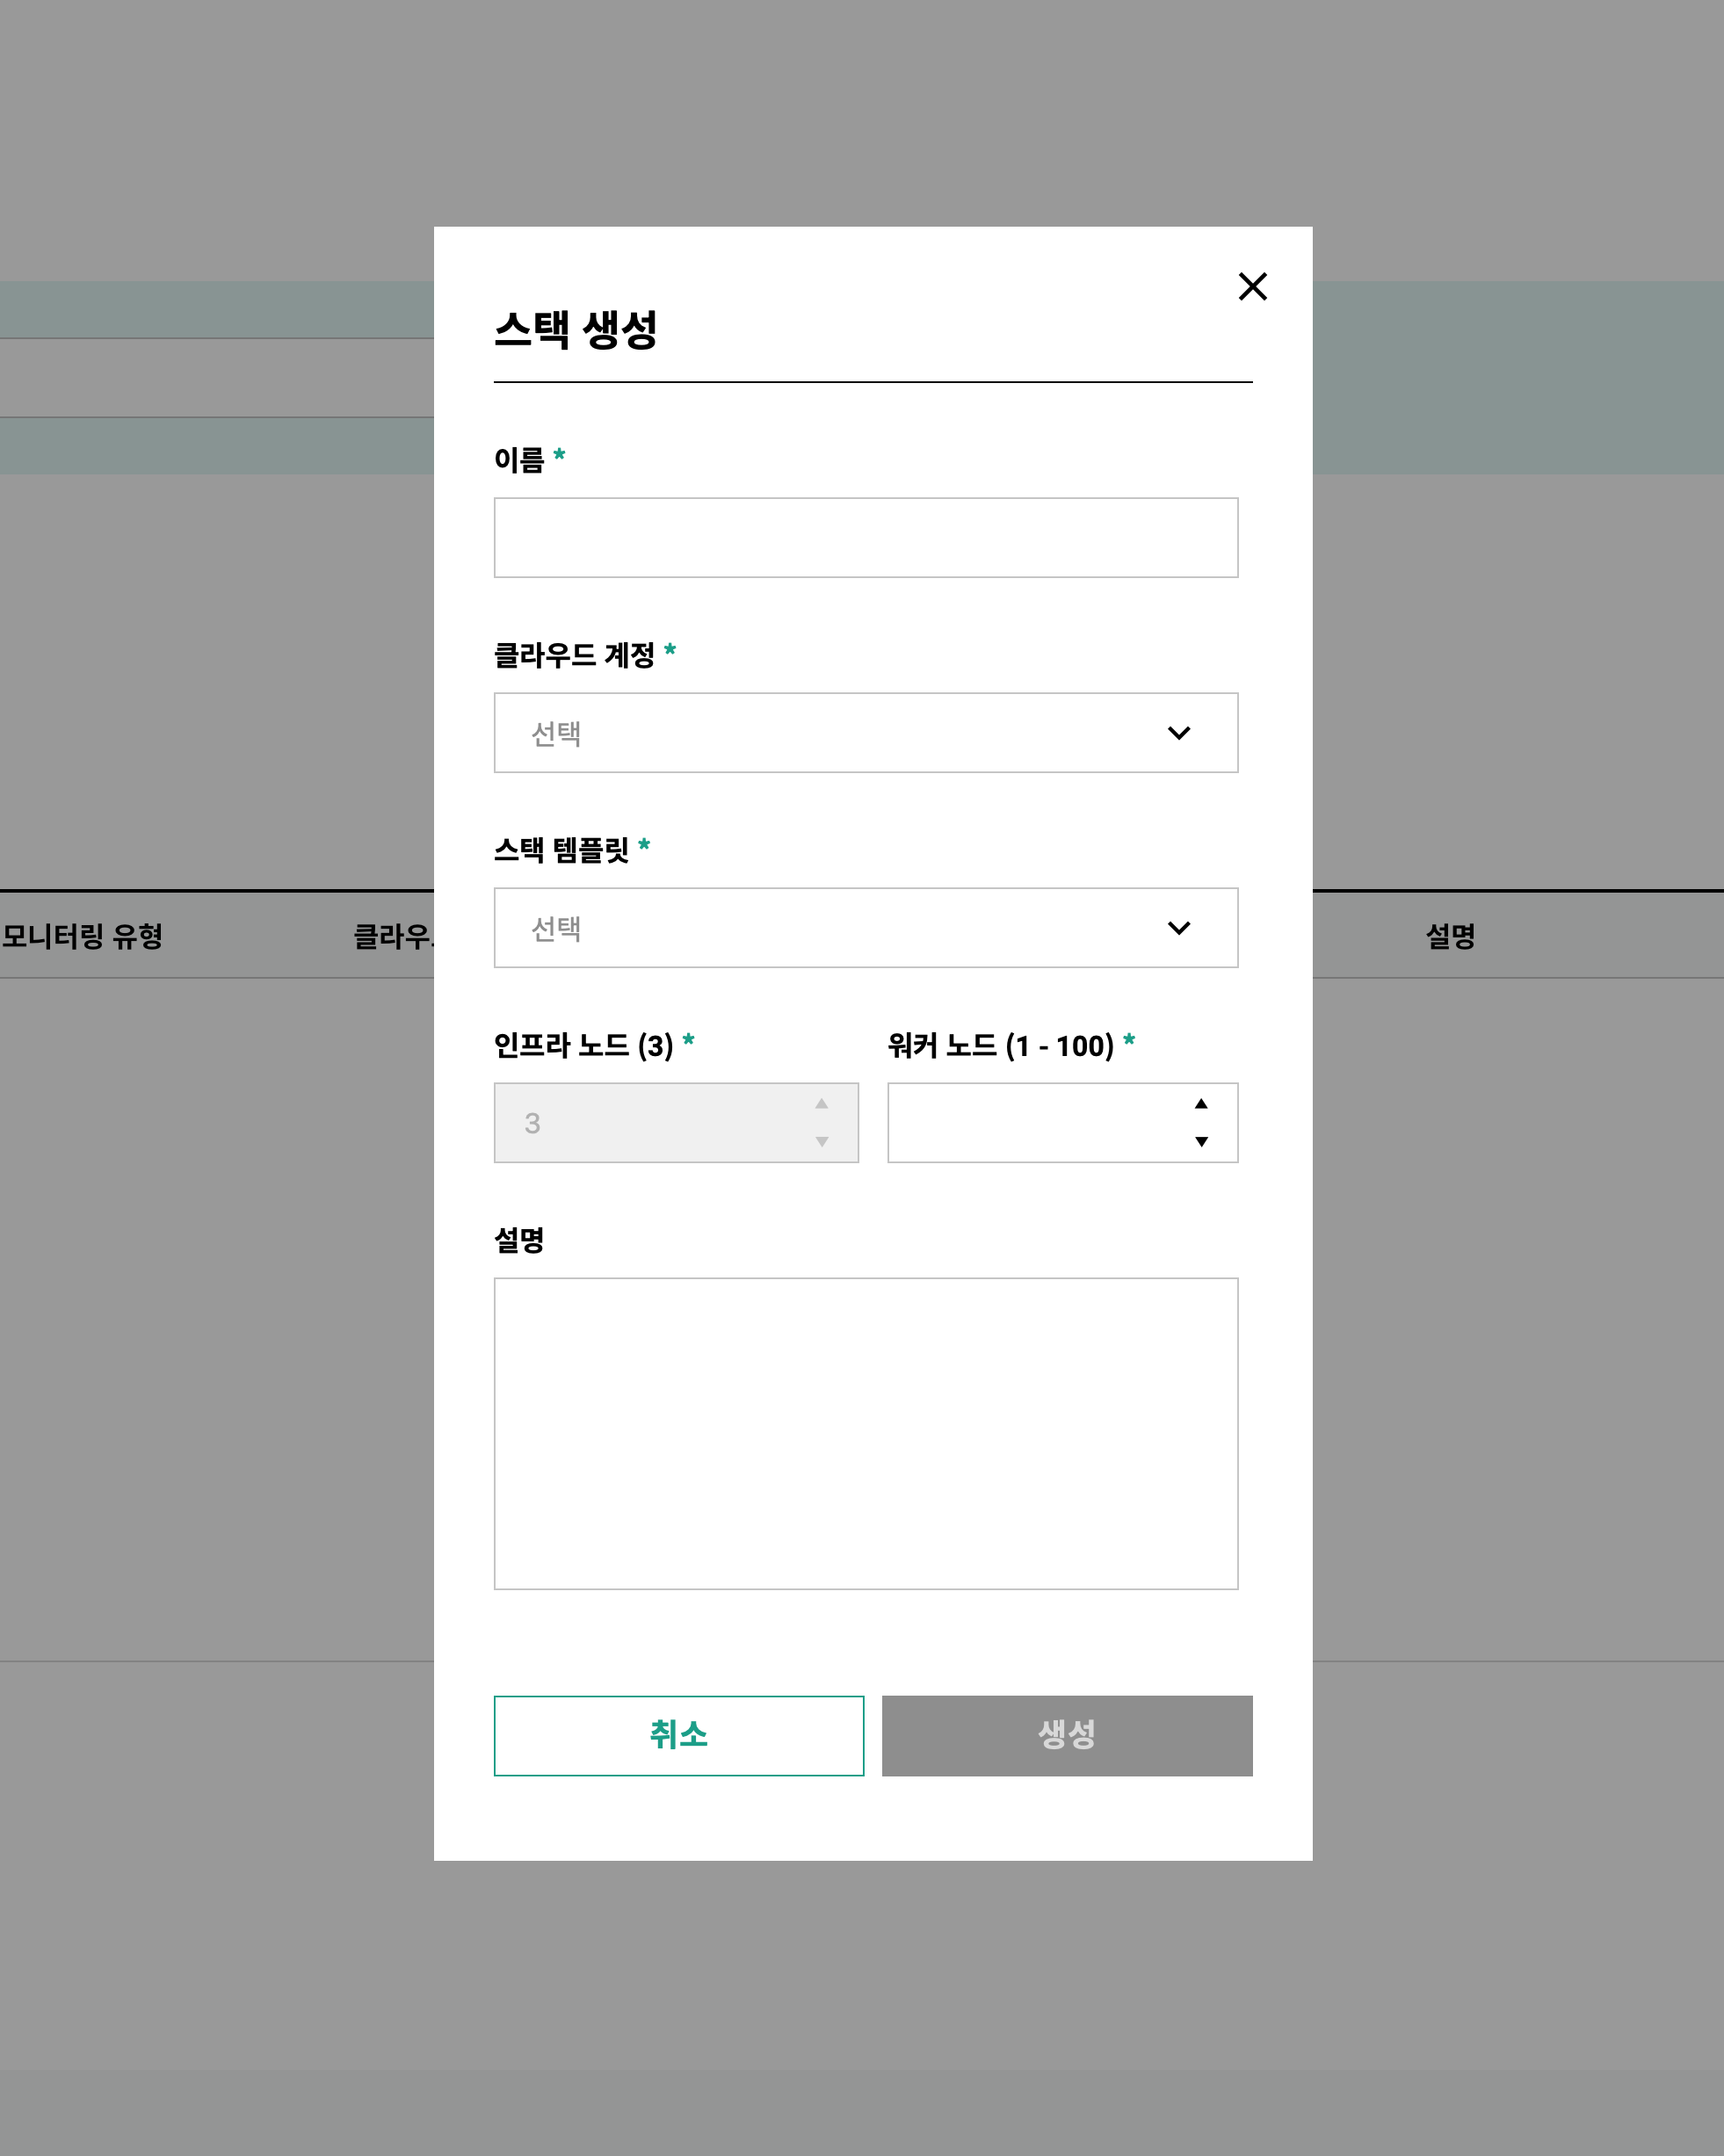 스택 생성
이름 *
클라우드 계정 *
선택
스택 템플릿 *
선택
모니터링 유형 클라우 설명
인프라 노드 (3) * 워커 노드 (1 - 100) *
3
설명
취소 생성